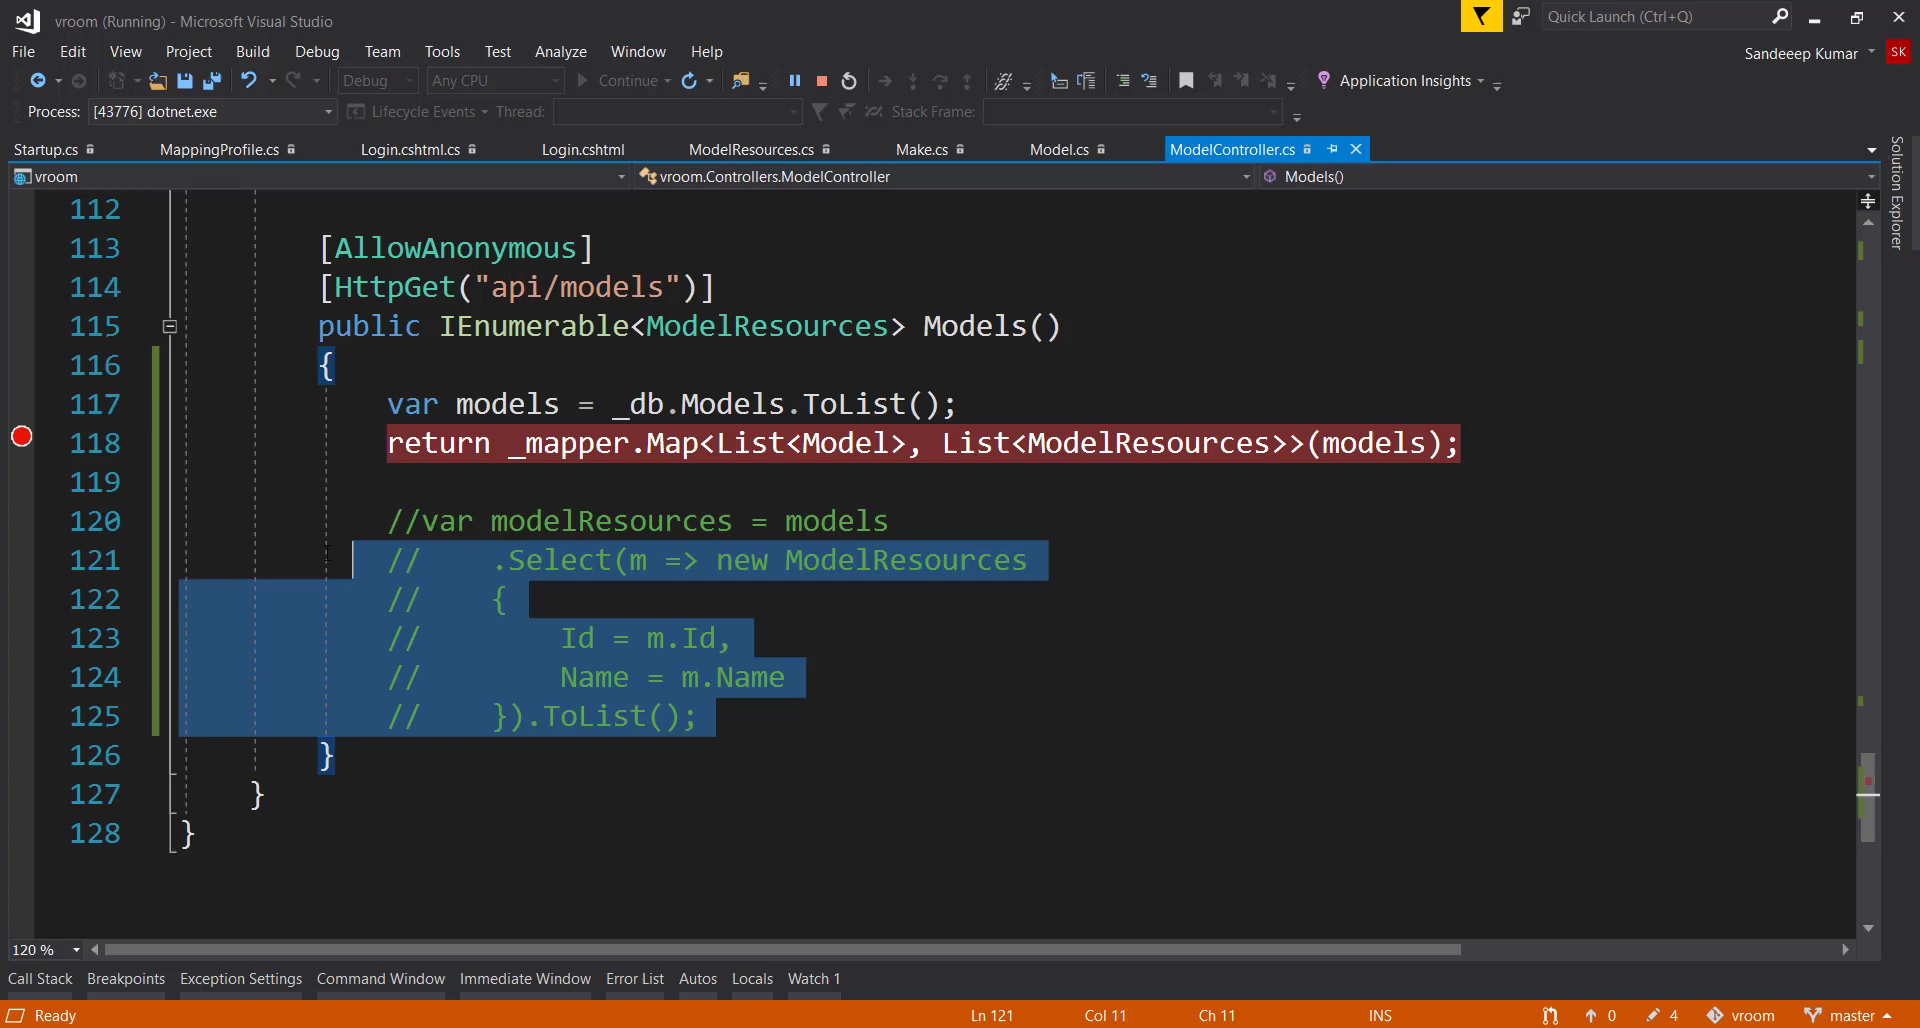 vroom (Running) - Microsoft Visual Studio
Quick Launch (Ctrl+Q)
File Edit View Project Build Debug Team Tools Test Analyze Window Help
Sandeeep Kumar SK
Debug Any CPU Continue Application Insights
Process: [43776] dotnet.exe Lifecycle Events Thread: Stack Frame:
Startup.cs MappingProfile.cs Login.cshtml.cs Login.cshtml ModelResources.cs Make.cs Model.cs ModelController.cs
Solution Explorer
vroom vroom.Controllers.ModelController Models()
112
113 [AllowAnonymous]
114 [HttpGet("api/models")]
115 public IEnumerable<ModelResources> Models()
116 {
117 var models = _db.Models.ToList();
118 return _mapper.Map<List<Model>, List<ModelResources>>(models);
119
120 //var modelResources = models
121 // .Select(m => new ModelResources
122 // {
123 // Id = m.Id,
124 // Name = m.Name
125 // }).ToList();
126 }
127 }
128 }
120 %
Call Stack Breakpoints Exception Settings Command Window Immediate Window Error List Autos Locals Watch 1
Ready Ln 121 Col 11 Ch 11 INS 0 4 vroom master